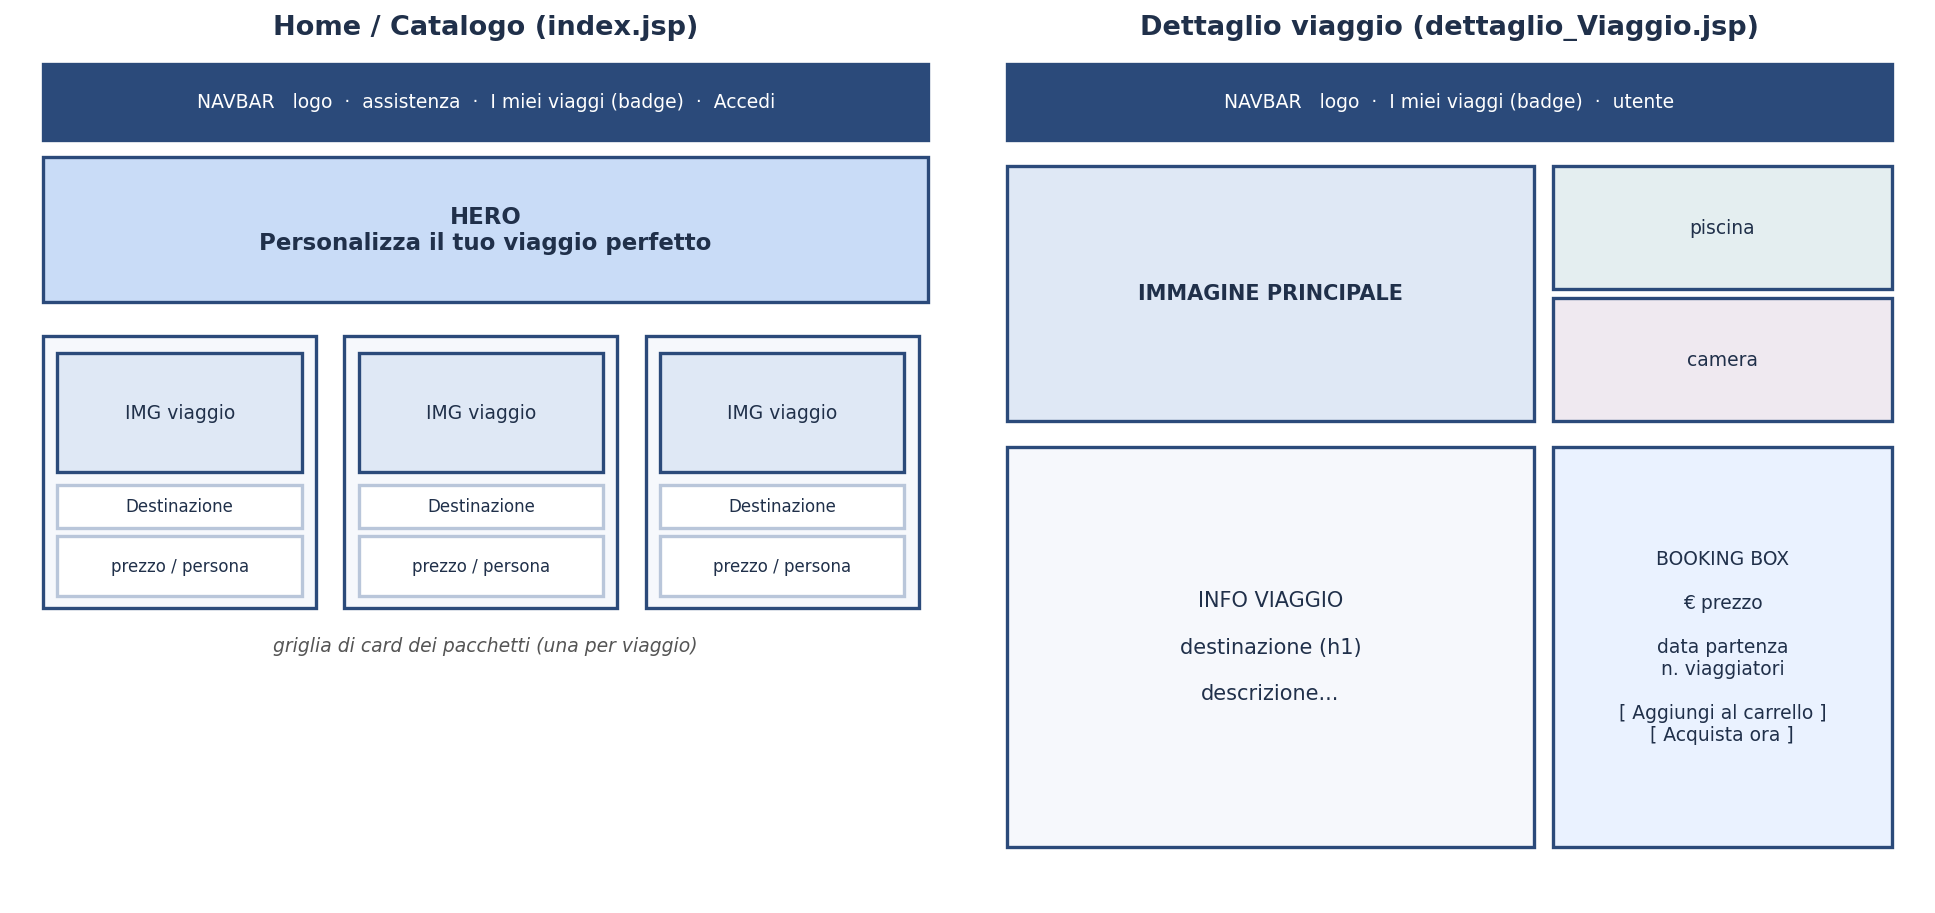 Home / Catalogo (index.jsp)
NAVBAR logo · assistenza · I miei viaggi (badge) · Accedi
HERO
Personalizza il tuo viaggio perfetto
IMG viaggio
Destinazione
prezzo / persona
IMG viaggio
Destinazione
prezzo / persona
IMG viaggio
Destinazione
prezzo / persona
griglia di card dei pacchetti (una per viaggio)
Dettaglio viaggio (dettaglio_Viaggio.jsp)
NAVBAR logo · I miei viaggi (badge) · utente
IMMAGINE PRINCIPALE
piscina
camera
INFO VIAGGIO
destinazione (h1)
descrizione...
BOOKING BOX
€ prezzo
data partenza
n. viaggiatori
[ Aggiungi al carrello ]
[ Acquista ora ]